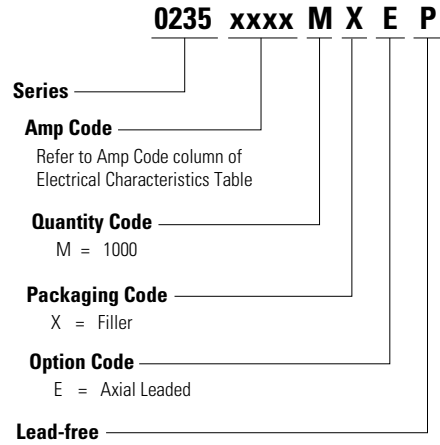 0235 xxxx M X E P
Series
Amp Code
Refer to Amp Code column of
Electrical Characteristics Table
Quantity Code
M = 1000
Packaging Code
X = Filler
Option Code
E = Axial Leaded
Lead-free